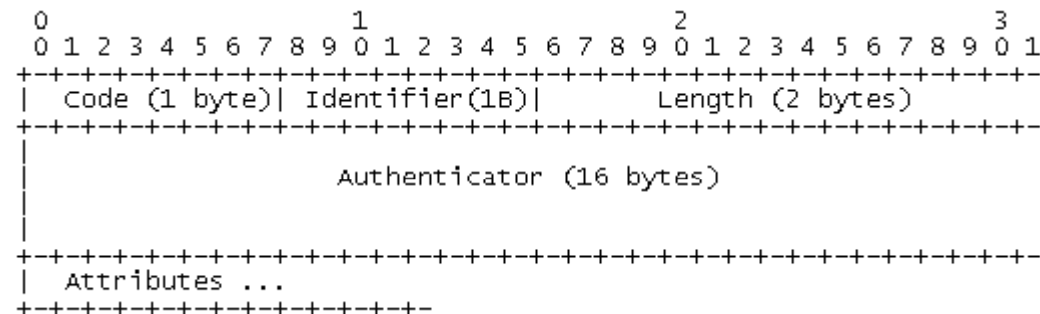 0                   1                   2                   3
0 1 2 3 4 5 6 7 8 9 0 1 2 3 4 5 6 7 8 9 0 1 2 3 4 5 6 7 8 9 0 1
+-+-+-+-+-+-+-+-+-+-+-+-+-+-+-+-+-+-+-+-+-+-+-+-+-+-+-+-+-+-+-+-
|  Code (1 byte)| Identifier(1B)|       Length (2 bytes)
+-+-+-+-+-+-+-+-+-+-+-+-+-+-+-+-+-+-+-+-+-+-+-+-+-+-+-+-+-+-+-+-
|
|                   Authenticator (16 bytes)
|
|
+-+-+-+-+-+-+-+-+-+-+-+-+-+-+-+-+-+-+-+-+-+-+-+-+-+-+-+-+-+-+-+-
|  Attributes ...
+-+-+-+-+-+-+-+-+-+-+-+-+-